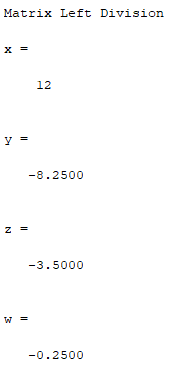 Matrix Left Division
x =
12
y =
-8.2500
z =
-3.5000
w =
-0.2500